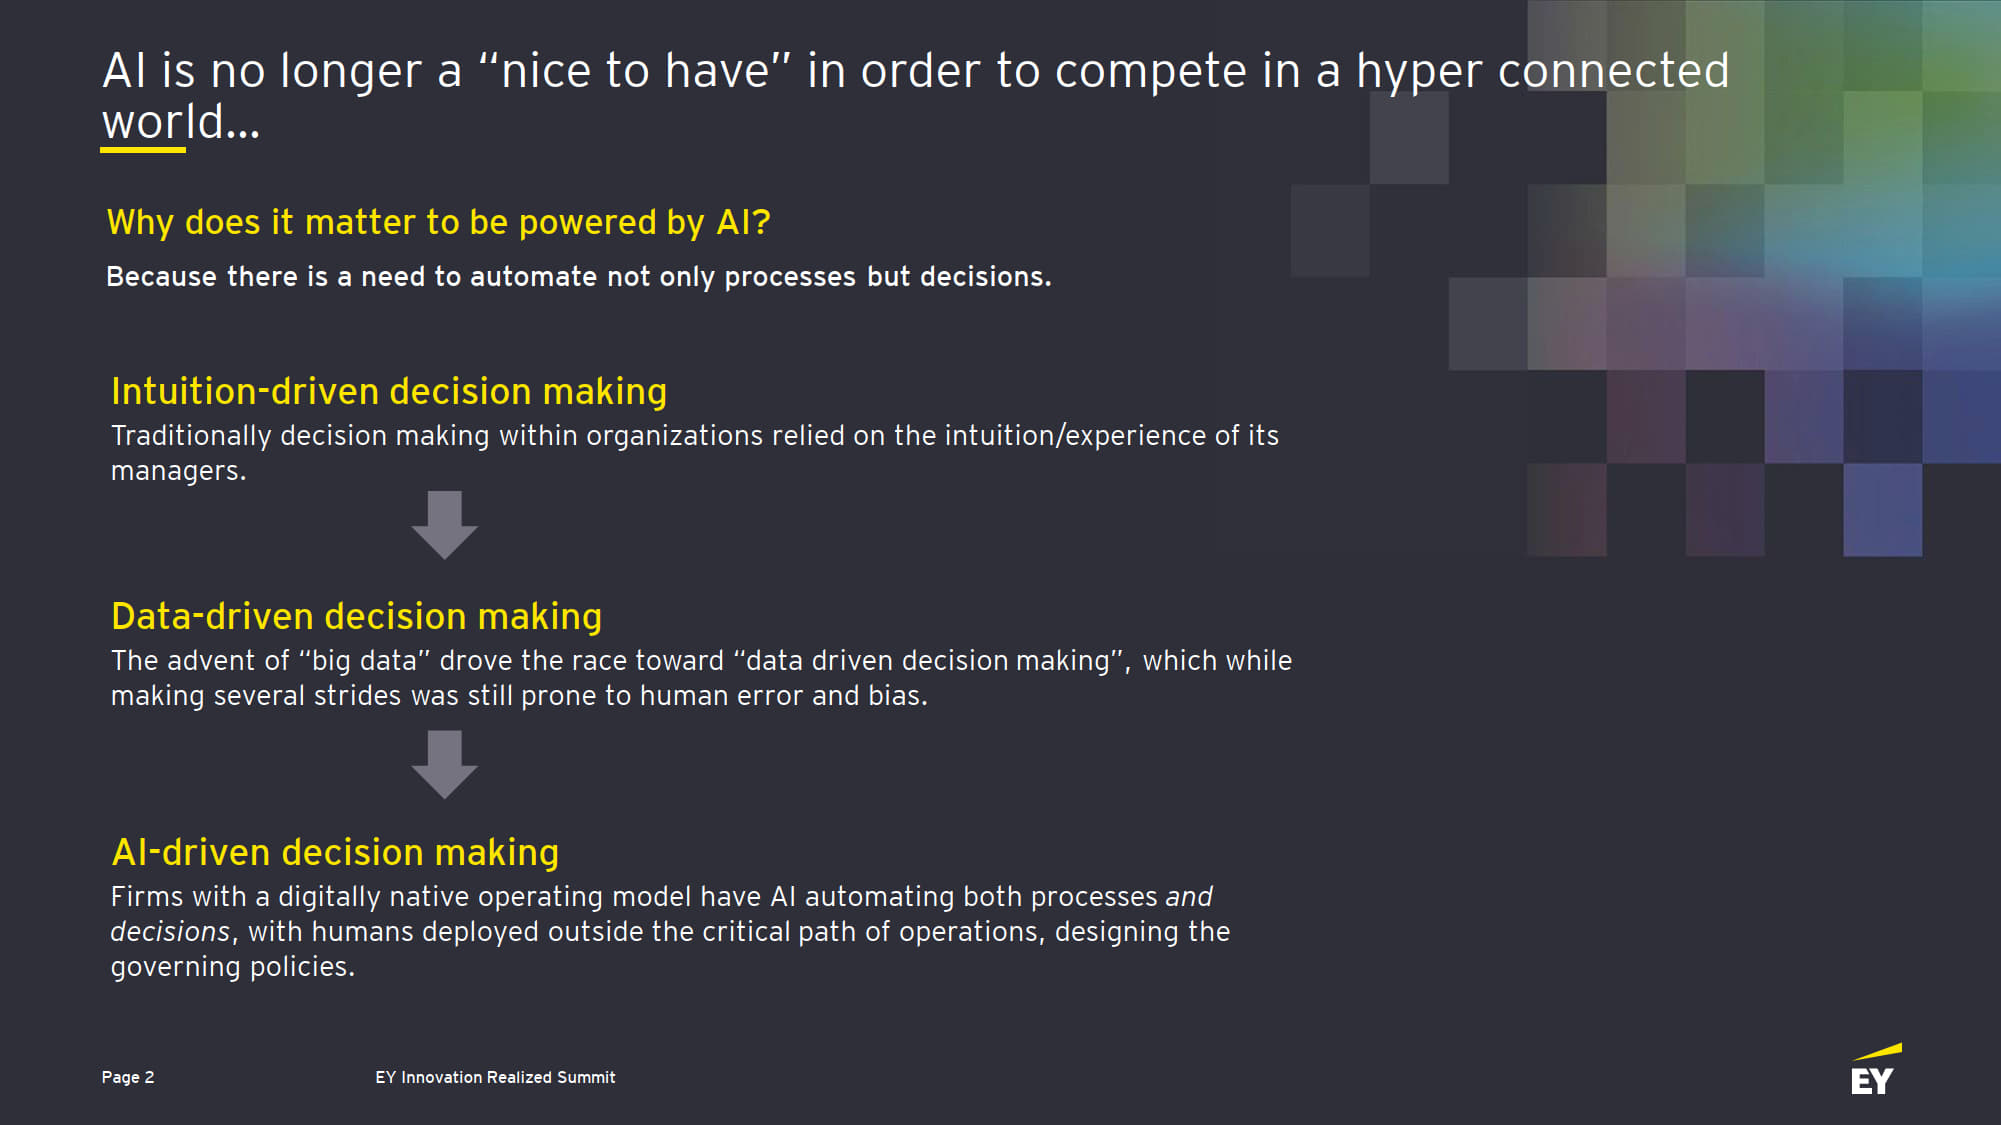 AI is no longer a “nice to have” in order to compete in a hyper connected
world...
Why does it matter to be powered by AI?
Because there is a need to automate not only processes but decisions.
Intuition-driven decision making
Traditionally decision making within organizations relied on the intuition/experience of its
managers.
Data-driven decision making
The advent of “big data” drove the race toward “data driven decision making”, which while
making several strides was still prone to human error and bias.
AI-driven decision making
Firms with a digitally native operating model have AI automating both processes and
decisions, with humans deployed outside the critical path of operations, designing the
governing policies.
Page 2
EY Innovation Realized Summit
EY